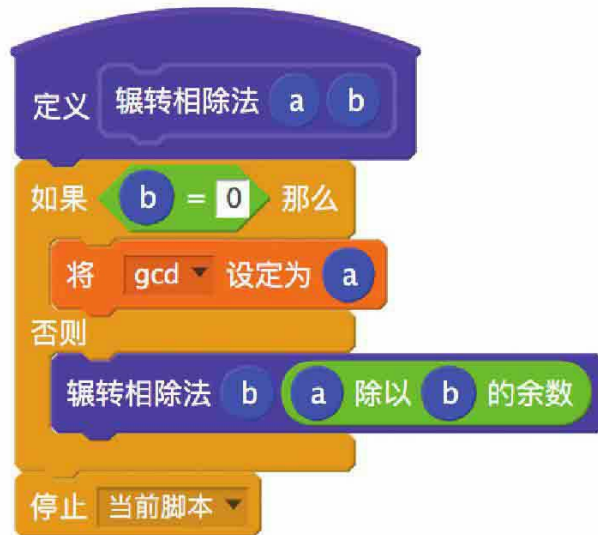 定义 辗转相除法 a b
如果 b = 0 那么
将 gcd 设定为 a
否则
辗转相除法 b a 除以 b 的余数
停止 当前脚本